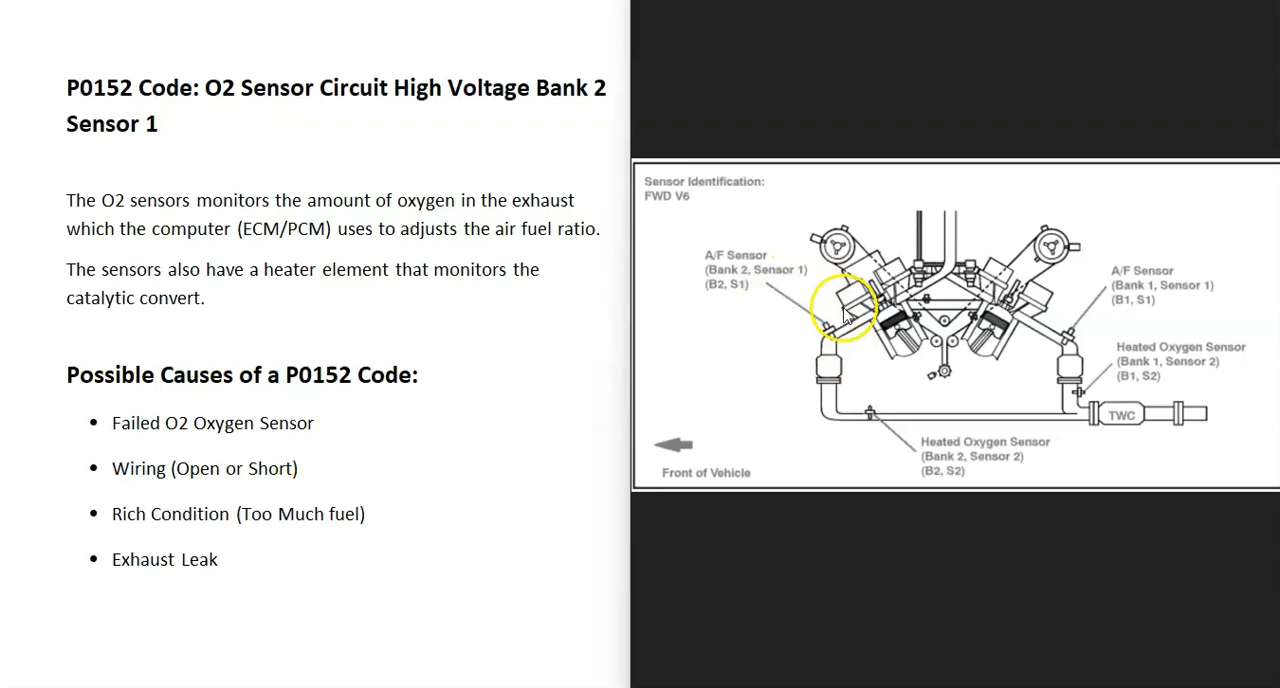 P0152 Code: O2 Sensor Circuit High Voltage Bank 2
Sensor 1
The O2 sensors monitors the amount of oxygen in the exhaust
which the computer (ECM/PCM) uses to adjusts the air fuel ratio.
The sensors also have a heater element that monitors the
catalytic convert.
Possible Causes of a P0152 Code:
• Failed O2 Oxygen Sensor
• Wiring (Open or Short)
• Rich Condition (Too Much fuel)
• Exhaust Leak
Sensor Identification:
FWD V6
A/F Sensor
(Bank 2, Sensor 1)
(B2, S1)
A/F Sensor
(Bank 1, Sensor 1)
(B1, S1)
Heated Oxygen Sensor
(Bank 1, Sensor 2)
(B1, S2)
TWC
Heated Oxygen Sensor
(Bank 2, Sensor 2)
(B2, S2)
Front of Vehicle